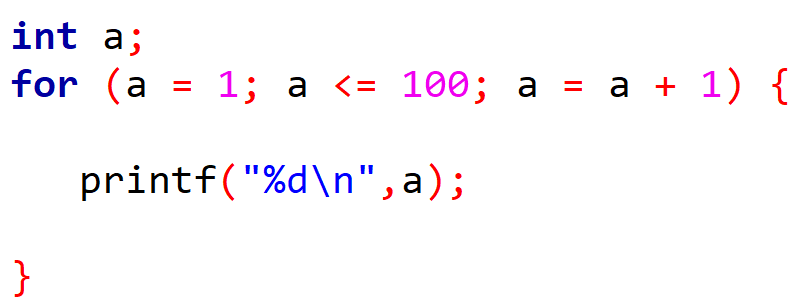 int a;
for (a = 1; a <= 100; a = a + 1) {
printf("%d\n",a);
}